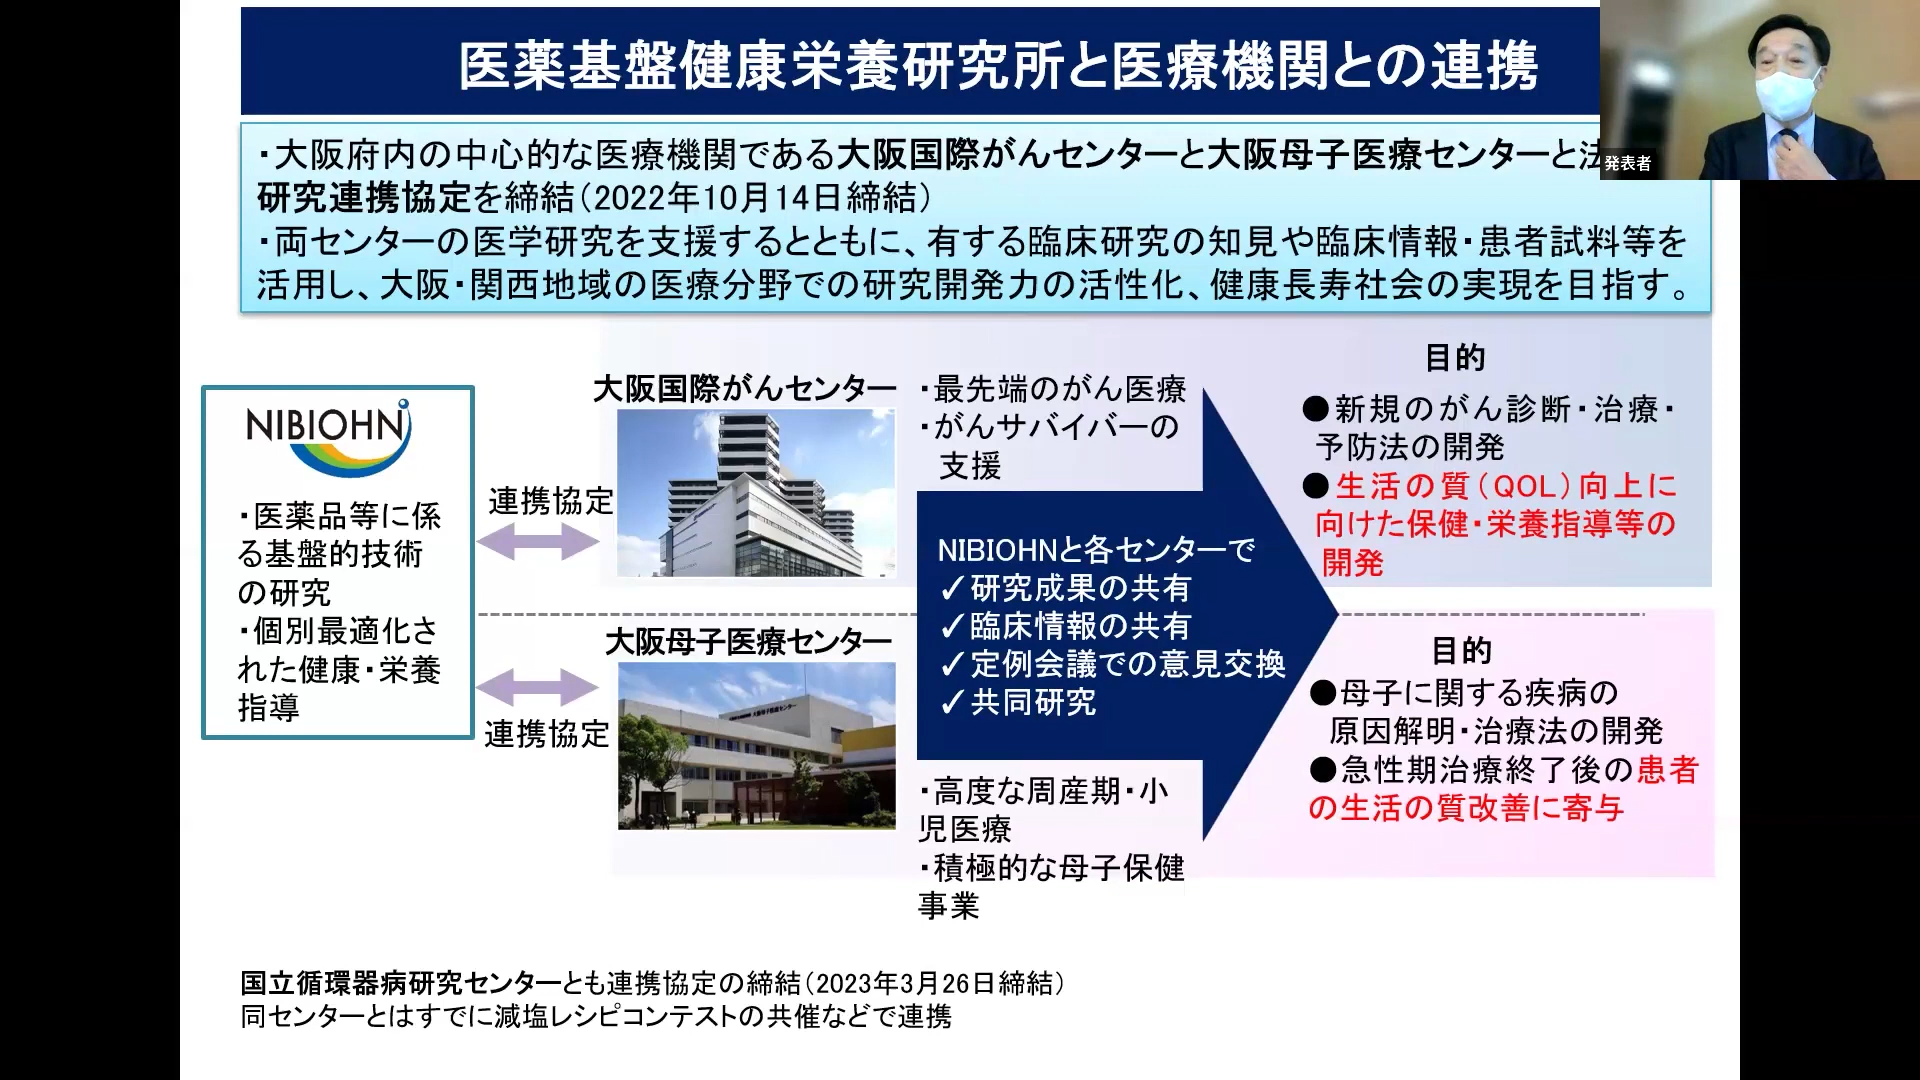 医薬基盤健康栄養研究所と医療機関との連携
発表者
・大阪府内の中心的な医療機関である大阪国際がんセンターと大阪母子医療センターと
研究連携協定を締結（2022年10月14日締結）
・両センターの医学研究を支援するとともに、有する臨床研究の知見や臨床情報・患者試料等を
活用し、大阪・関西地域の医療分野での研究開発力の活性化、健康長寿社会の実現を目指す。
NIBIOHN
・医薬品等に係
る基盤的技術
の研究
・個別最適化さ
れた健康・栄養
指導
連携協定
連携協定
大阪国際がんセンター
・最先端のがん医療
・がんサバイバーの
支援
大阪母子医療センター
NIBIOHNと各センターで
✓研究成果の共有
✓臨床情報の共有
✓定例会議での意見交換
✓共同研究
・高度な周産期・小
児医療
・積極的な母子保健
事業
目的
●新規のがん診断・治療・
予防法の開発
●生活の質（QOL）向上に
向けた保健・栄養指導等の
開発
目的
●母子に関する疾病の
原因解明・治療法の開発
●急性期治療終了後の患者
の生活の質改善に寄与
国立循環器病研究センターとも連携協定の締結（2023年3月26日締結）
同センターとはすでに減塩レシピコンテストの共催などで連携